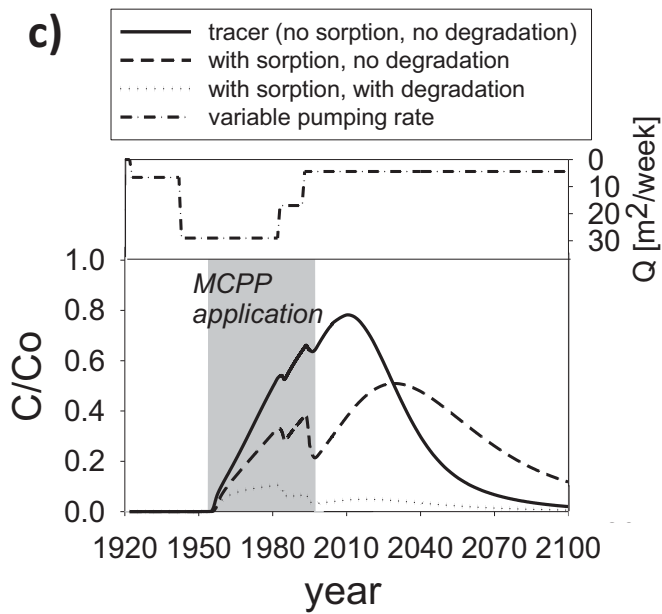 c)
tracer (no sorption, no degradation)
with sorption, no degradation
with sorption, with degradation
variable pumping rate
0
10
20
30
Q [m2/week]
1.0
0.8
0.6
0.4
0.2
0.0
C/Co
MCPP
application
1920 1950 1980 2010 2040 2070 2100
year